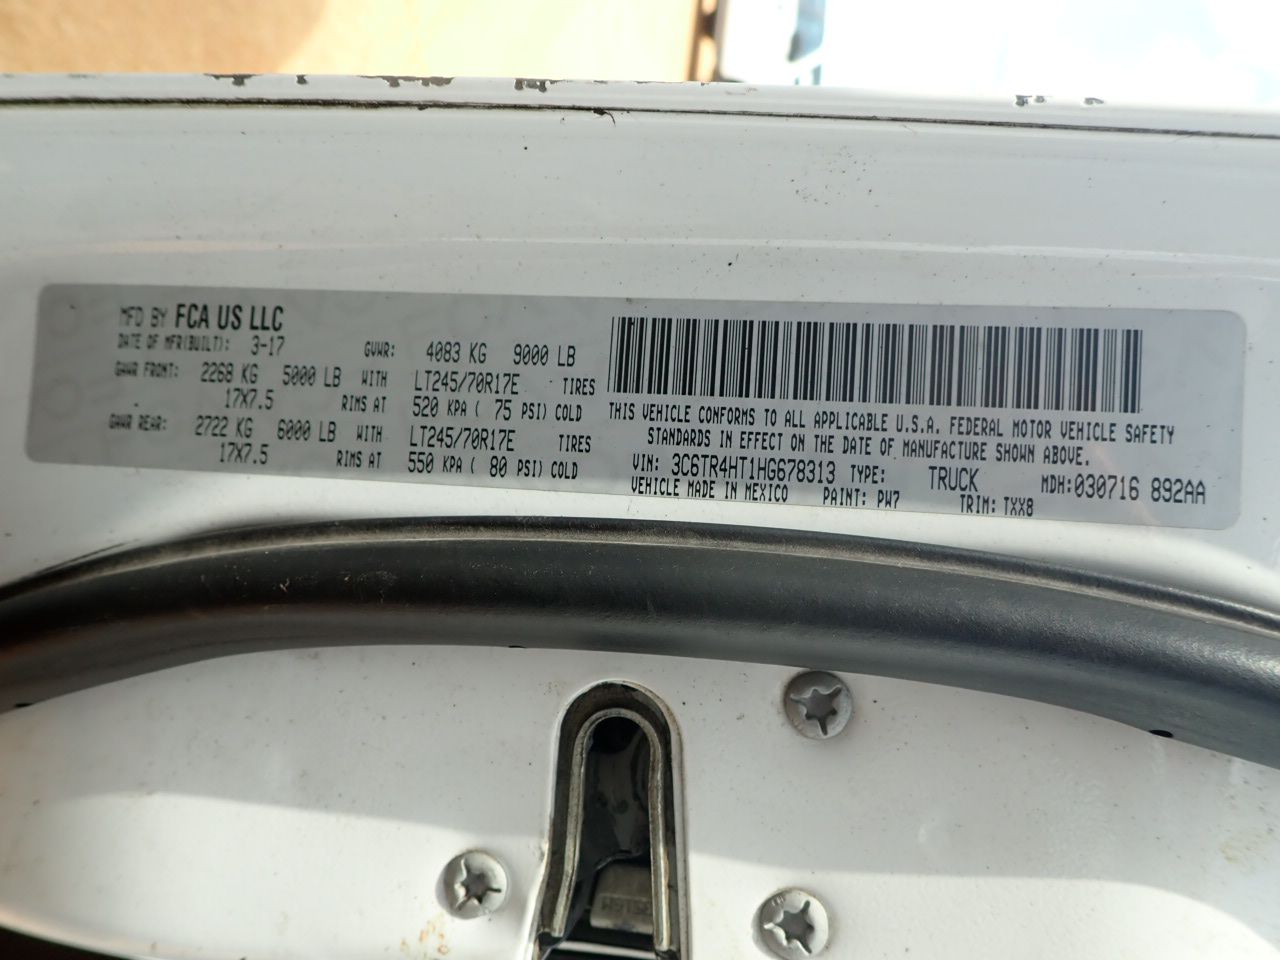 MFD BY FCA US LLC
DATE OF MFR(BUILT): 3-17 GVWR: 4083 KG 9000 LB
GAWR FRONT: 2268 KG 5000 LB WITH LT245/70R17E TIRES
17X7.5 RIMS AT 520 KPA ( 75 PSI) COLD
GAWR REAR: 2722 KG 6000 LB WITH LT245/70R17E TIRES
17X7.5 RIMS AT 550 KPA ( 80 PSI) COLD
THIS VEHICLE CONFORMS TO ALL APPLICABLE U.S.A. FEDERAL MOTOR VEHICLE SAFETY
STANDARDS IN EFFECT ON THE DATE OF MANUFACTURE SHOWN ABOVE.
VIN: 3C6TR4HT1HG678313 TYPE: TRUCK MDH:030716 892AA
VEHICLE MADE IN MEXICO PAINT: PW7 TRIM: TXX8